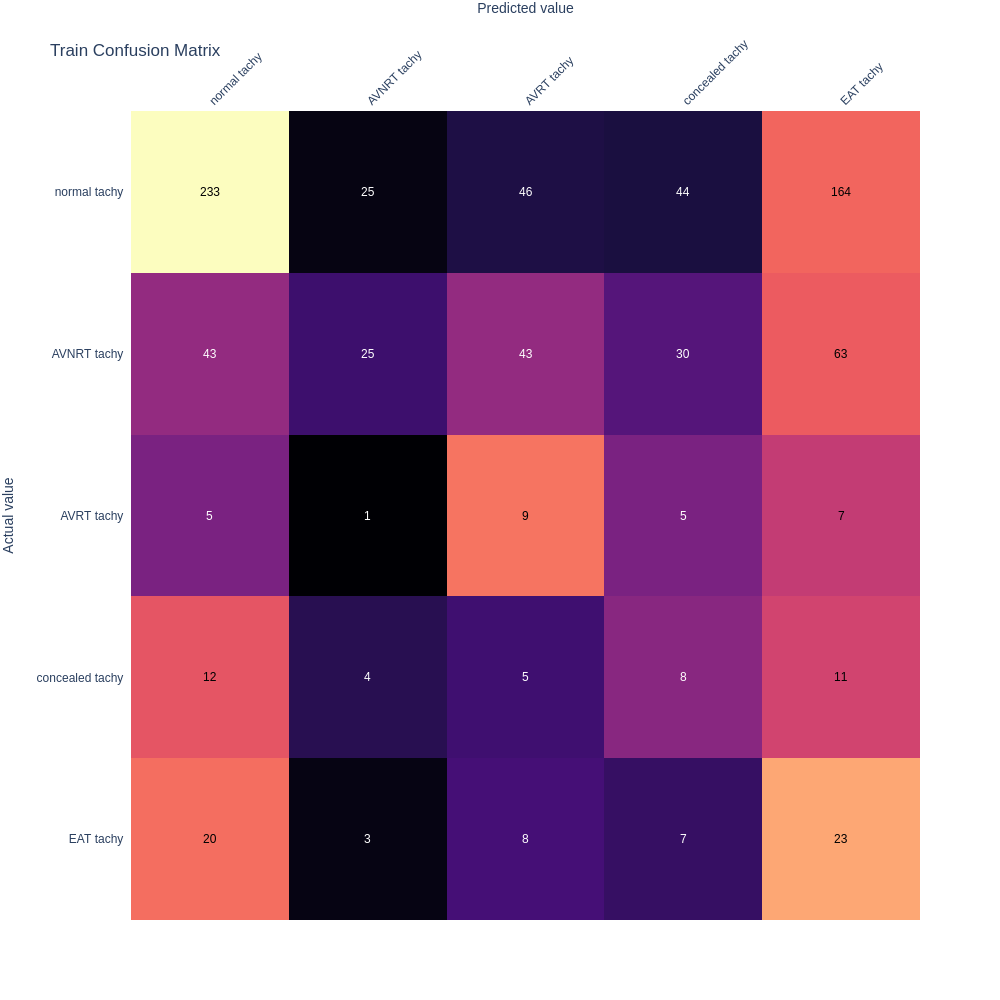 Predicted value
Train Confusion Matrix
normal tachy
AVNRT tachy
AVRT tachy
concealed tachy
EAT tachy
normal tachy 233 25 46 44 164
AVNRT tachy 43 25 43 30 63
AVRT tachy 5 1 9 5 7
concealed tachy 12 4 5 8 11
EAT tachy 20 3 8 7 23
Actual value